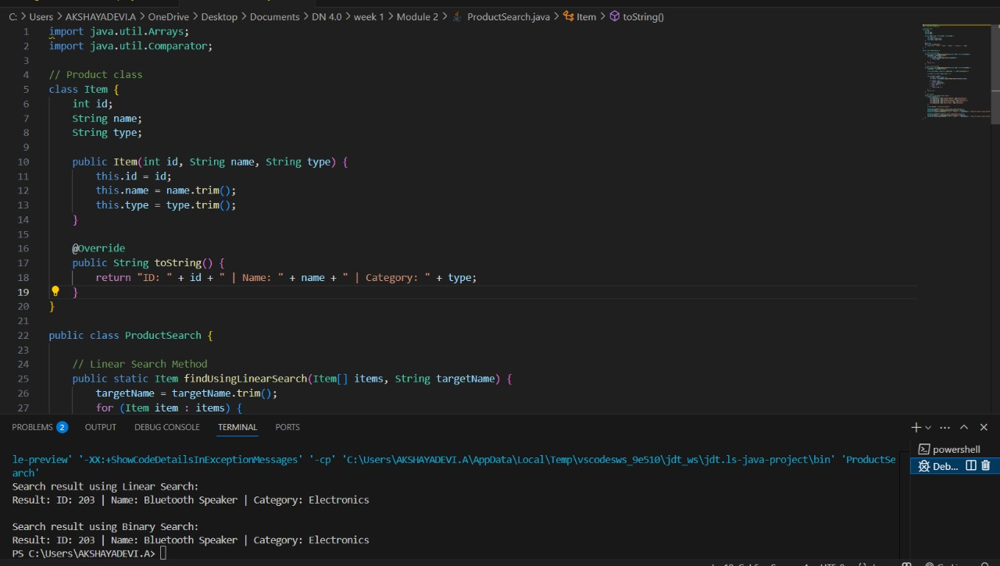 C: > Users > AKSHAYADEVI.A > OneDrive > Desktop > Documents > DN 4.0 > week 1 > Module 2 > ProductSearch.java > Item > toString()
1 import java.util.Arrays;
2 import java.util.Comparator;
3
4 // Product class
5 class Item {
6 int id;
7 String name;
8 String type;
9
10 public Item(int id, String name, String type) {
11 this.id = id;
12 this.name = name.trim();
13 this.type = type.trim();
14 }
15
16 @Override
17 public String toString() {
18 return "ID: " + id + " | Name: " + name + " | Category: " + type;
19 }
20 }
21
22 public class ProductSearch {
23
24 // Linear Search Method
25 public static Item findUsingLinearSearch(Item[] items, String targetName) {
26 targetName = targetName.trim();
27 for (Item item : items) {
PROBLEMS 2 OUTPUT DEBUG CONSOLE TERMINAL PORTS
powershell
Deb...
le-preview' '-XX:+ShowCodeDetailsInExceptionMessages' '-cp' 'C:\Users\AKSHAYADEVI.A\AppData\Local\Temp\vscodesws_9e510\jdt_ws\jdt.ls-java-project\bin' 'ProductSe
arch'
Search result using Linear Search:
Result: ID: 203 | Name: Bluetooth Speaker | Category: Electronics
Search result using Binary Search:
Result: ID: 203 | Name: Bluetooth Speaker | Category: Electronics
PS C:\Users\AKSHAYADEVI.A>